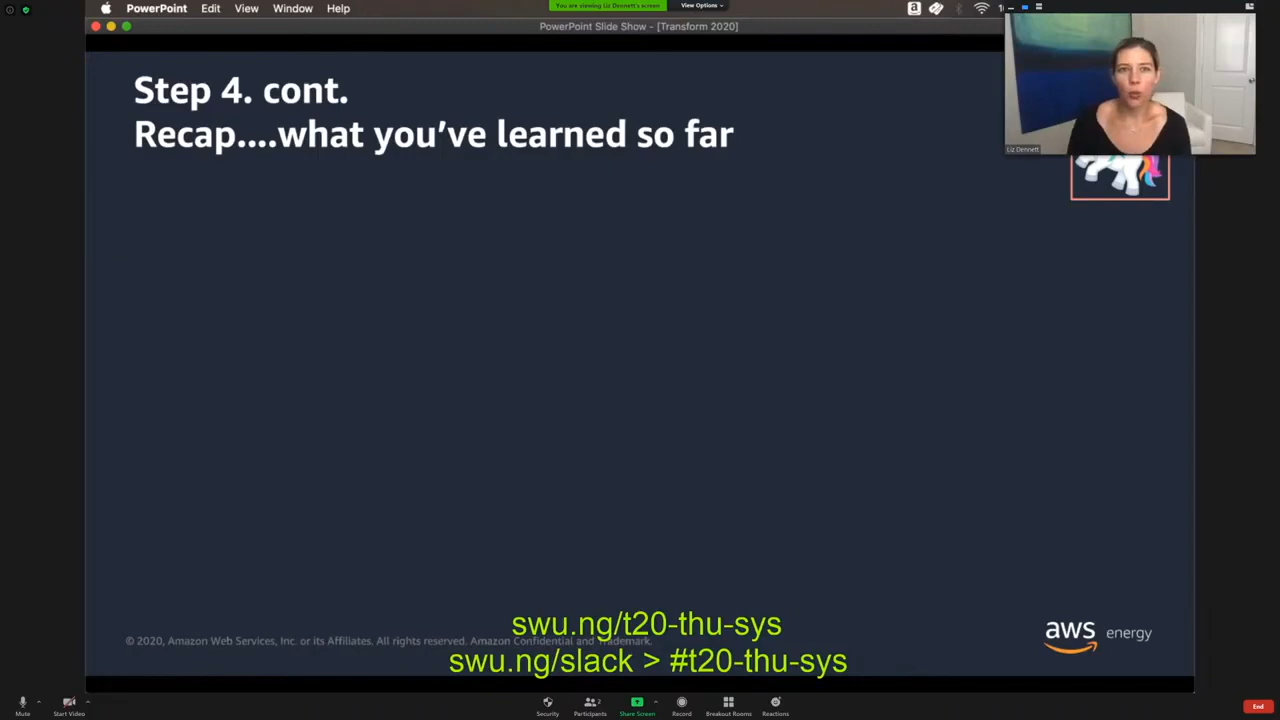 PowerPoint Edit View Window Help
You are viewing Liz Dennett's screen
View Options
PowerPoint Slide Show - [Transform 2020]
Step 4. cont.
Recap....what you've learned so far
Liz Dennett
© 2020, Amazon Web Services, Inc. or its Affiliates. All rights reserved. Amazon Confidential and Trademark.
swu.ng/t20-thu-sys
swu.ng/slack > #t20-thu-sys
aws energy
Mute
Start Video
Security
Participants
2
Share Screen
Record
Breakout Rooms
Reactions
End